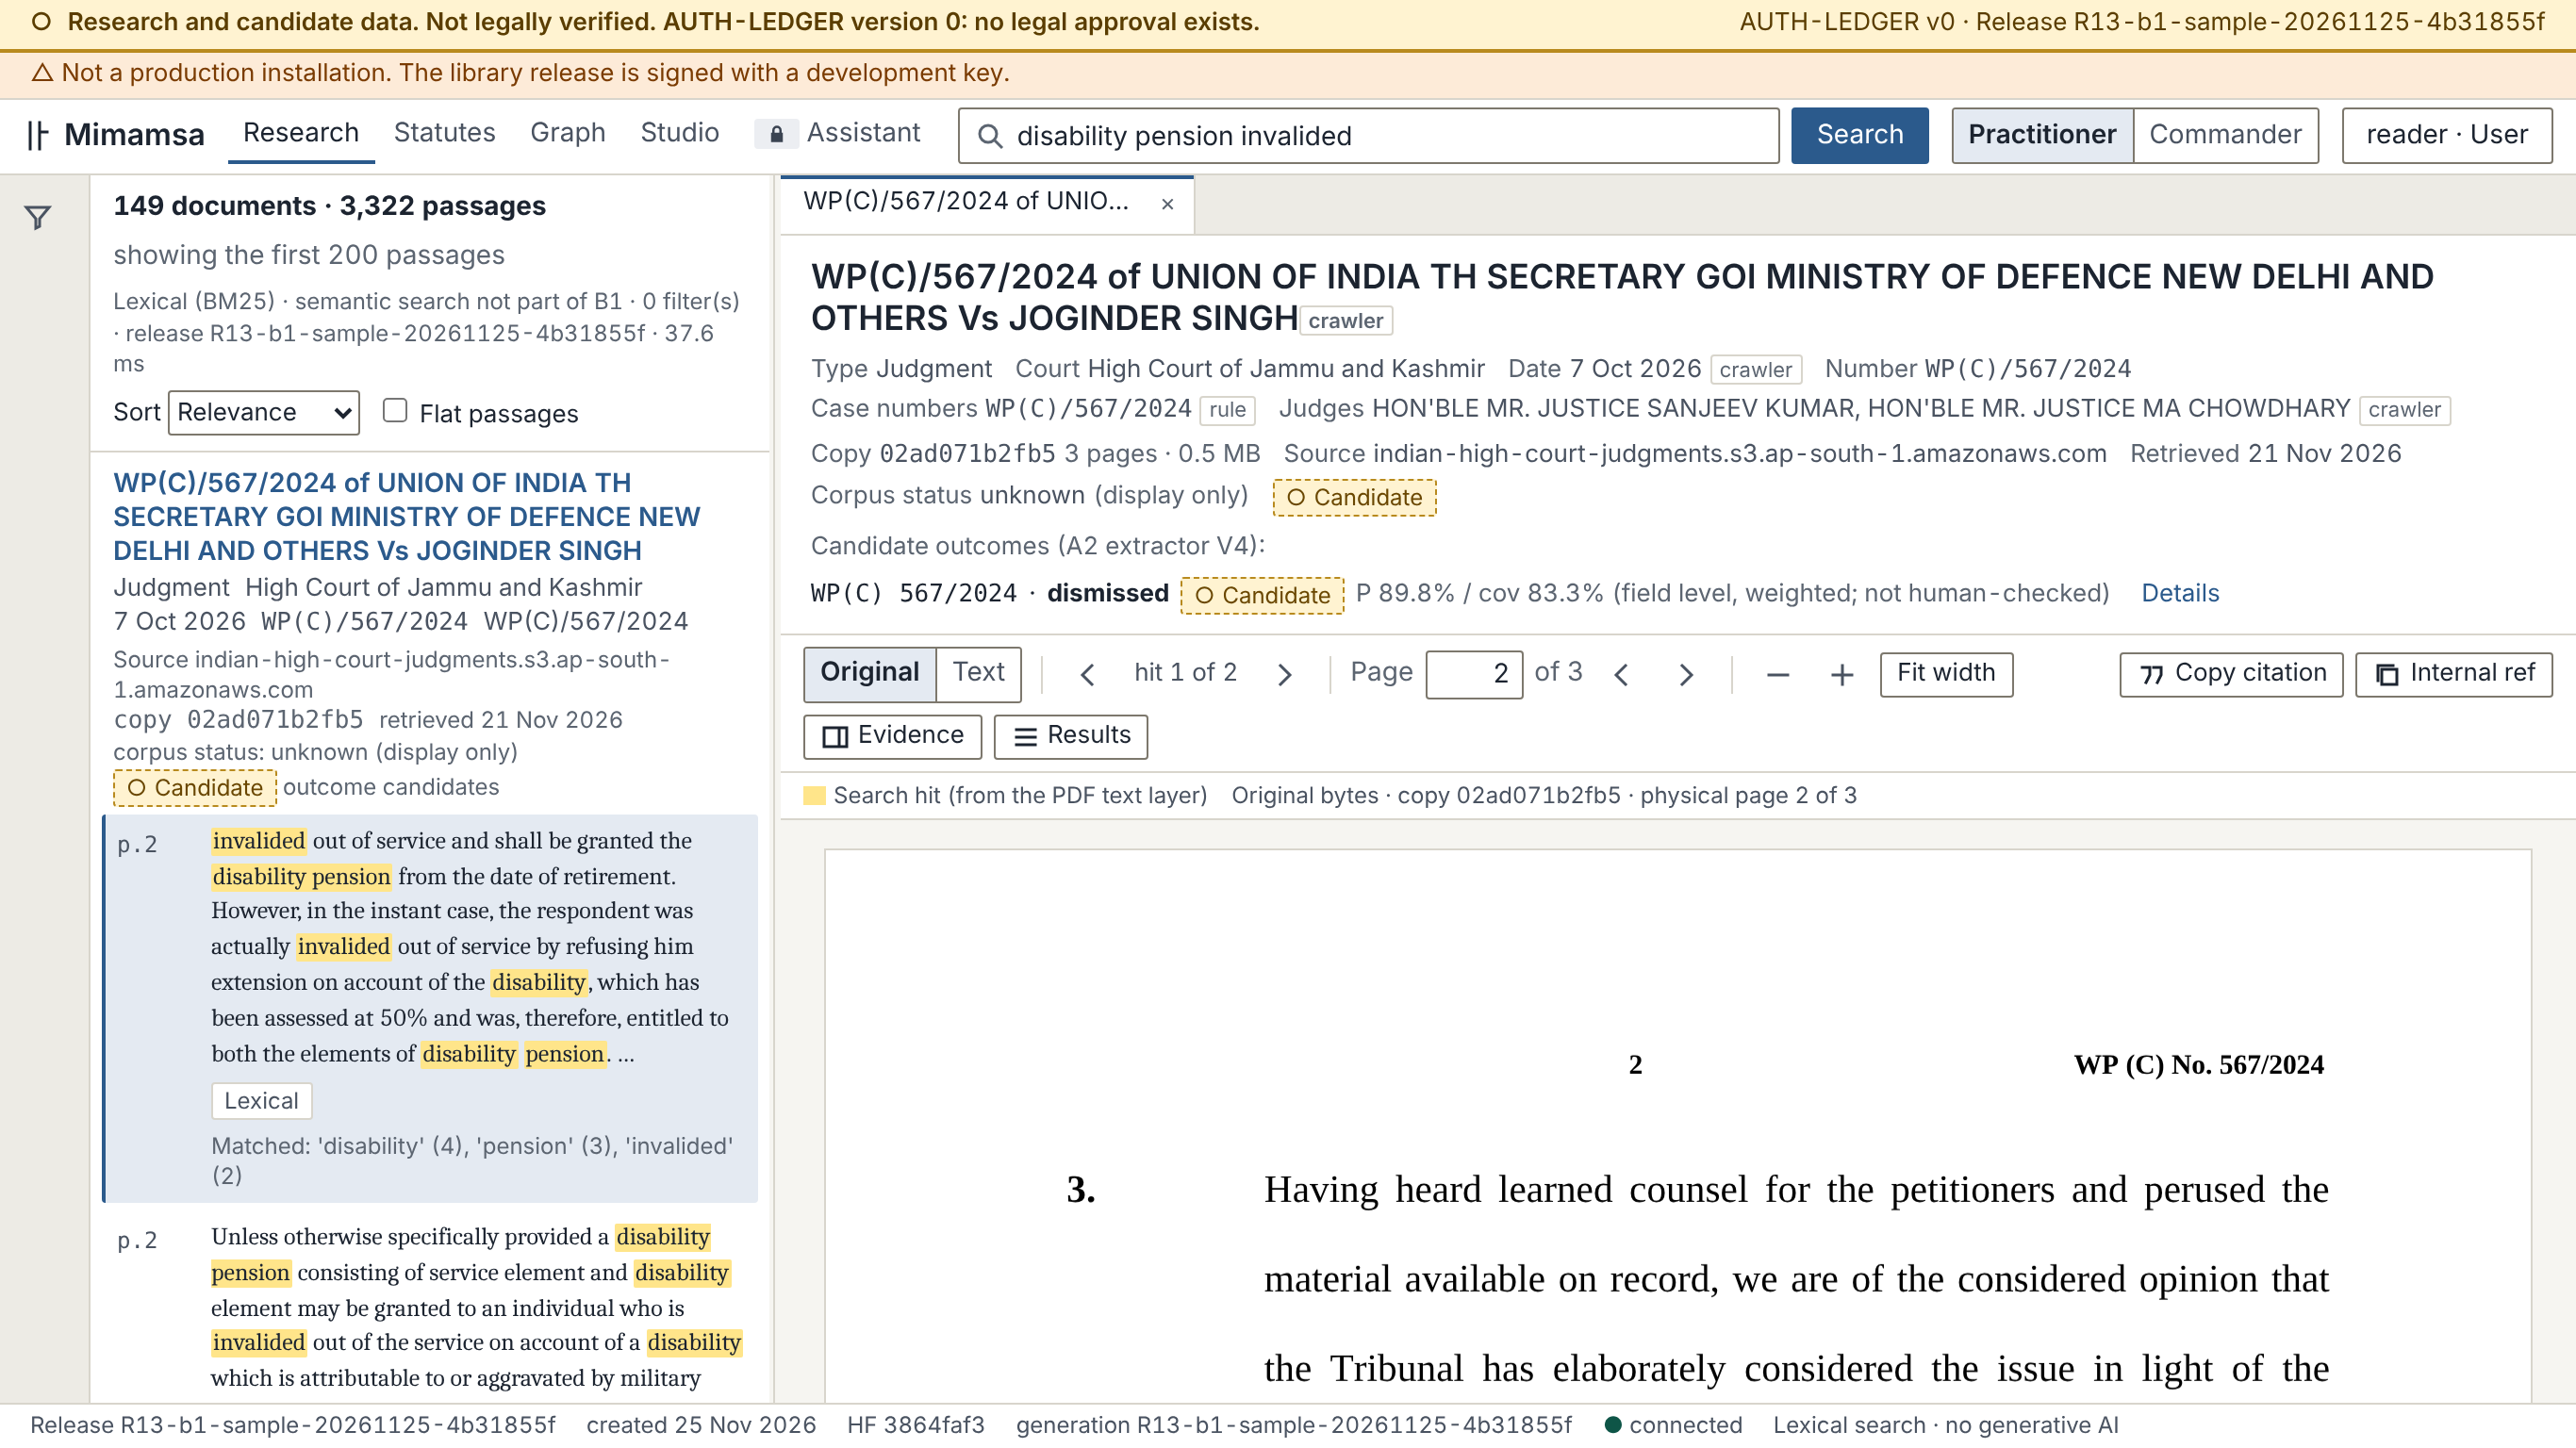 Research and candidate data. Not legally verified. AUTH-LEDGER version 0: no legal approval exists.
AUTH-LEDGER v0 · Release R13-b1-sample-20261125-4b31855f
Not a production installation. The library release is signed with a development key.
Mimamsa
Research
Statutes
Graph
Studio
Assistant
disability pension invalided
Search
Practitioner
Commander
reader · User
149 documents · 3,322 passages
showing the first 200 passages
Lexical (BM25) · semantic search not part of B1 · 0 filter(s)
· release R13-b1-sample-20261125-4b31855f · 37.6
ms
Sort Relevance
Flat passages
WP(C)/567/2024 of UNION OF INDIA TH
SECRETARY GOI MINISTRY OF DEFENCE NEW
DELHI AND OTHERS Vs JOGINDER SINGH
Judgment High Court of Jammu and Kashmir
7 Oct 2026 WP(C)/567/2024 WP(C)/567/2024
Source indian-high-court-judgments.s3.ap-south-
1.amazonaws.com
copy 02ad071b2fb5 retrieved 21 Nov 2026
corpus status: unknown (display only)
Candidate outcome candidates
p.2
invalided out of service and shall be granted the
disability pension from the date of retirement.
However, in the instant case, the respondent was
actually invalided out of service by refusing him
extension on account of the disability, which has
been assessed at 50% and was, therefore, entitled to
both the elements of disability pension. ...
Lexical
Matched: 'disability' (4), 'pension' (3), 'invalided'
(2)
p.2
Unless otherwise specifically provided a disability
pension consisting of service element and disability
element may be granted to an individual who is
invalided out of the service on account of a disability
which is attributable to or aggravated by military
WP(C)/567/2024 of UNIO... ×
WP(C)/567/2024 of UNION OF INDIA TH SECRETARY GOI MINISTRY OF DEFENCE NEW DELHI AND
OTHERS Vs JOGINDER SINGH crawler
Type Judgment Court High Court of Jammu and Kashmir Date 7 Oct 2026 crawler Number WP(C)/567/2024
Case numbers WP(C)/567/2024 rule Judges HON'BLE MR. JUSTICE SANJEEV KUMAR, HON'BLE MR. JUSTICE MA CHOWDHARY crawler
Copy 02ad071b2fb5 3 pages · 0.5 MB Source indian-high-court-judgments.s3.ap-south-1.amazonaws.com Retrieved 21 Nov 2026
Corpus status unknown (display only) Candidate
Candidate outcomes (A2 extractor V4):
WP(C) 567/2024 · dismissed Candidate P 89.8% / cov 83.3% (field level, weighted; not human-checked) Details
Original Text
hit 1 of 2
Page 2 of 3
Fit width
Copy citation
Internal ref
Evidence
Results
Search hit (from the PDF text layer) Original bytes · copy 02ad071b2fb5 · physical page 2 of 3
2
WP (C) No. 567/2024
3. Having heard learned counsel for the petitioners and perused the
material available on record, we are of the considered opinion that
the Tribunal has elaborately considered the issue in light of the
Release R13-b1-sample-20261125-4b31855f created 25 Nov 2026 HF 3864faf3 generation R13-b1-sample-20261125-4b31855f connected Lexical search · no generative AI